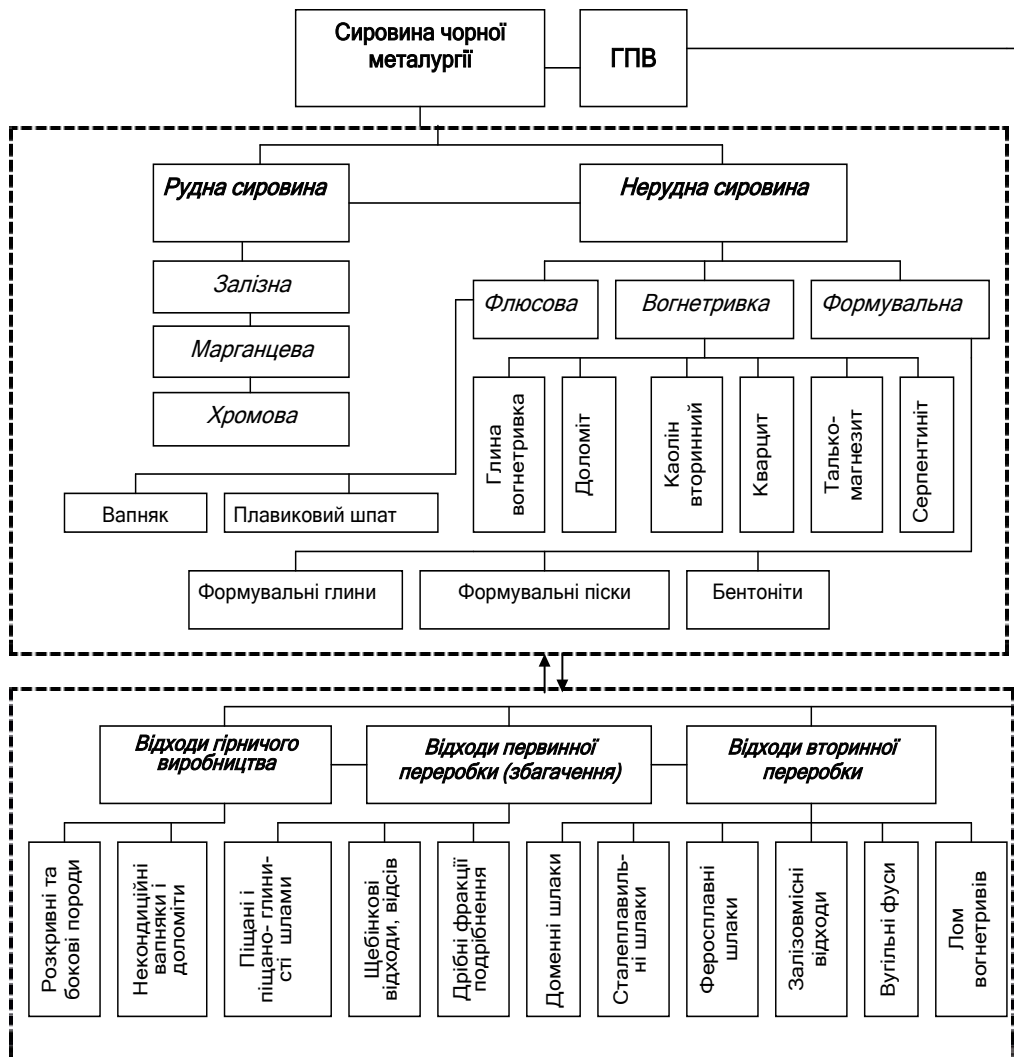 Сировина чорної
металургії
ГПВ
Рудна сировина
Нерудна сировина
Залізна
Марганцева
Хромова
Флюсова
Вогнетривка
Формувальна
Глина
вогнетривка
Доломіт
Каолін
вторинний
Кварцит
Талько-
магнезит
Серпентиніт
Вапняк
Плавиковий шпат
Формувальні глини
Формувальні піски
Бентоніти
Відходи гірничого
виробництва
Відходи первинної
переробки (збагачення)
Відходи вторинної
переробки
Розкривні та
бокові породи
Некондиційні
вапняки і
доломіти
Піщані і
піщано- глини-
сті шлами
Щебінкові
відходи, відсів
Дрібні фракції
подрібнення
Доменні шлаки
Сталеплавиль-
ні шлаки
Феросплавні
шлаки
Залізовмісні
відходи
Вугільні фуси
Лом
вогнетривів